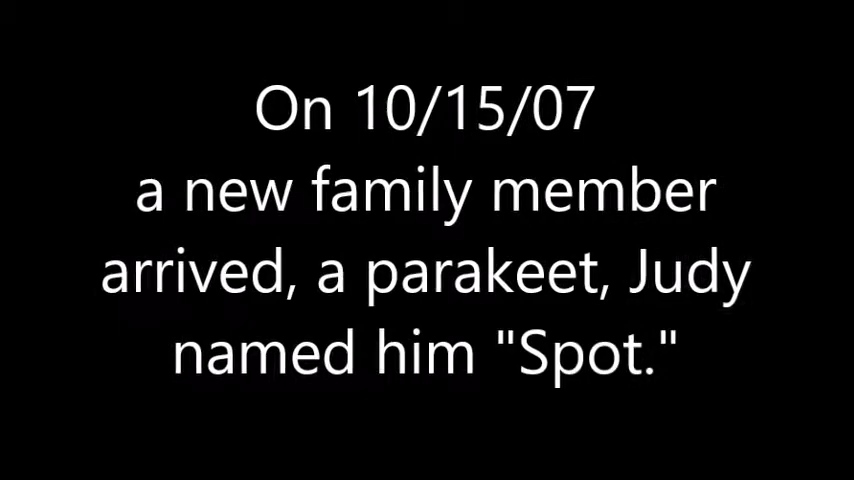 On 10/15/07
a new family member
arrived, a parakeet, Judy
named him "Spot."